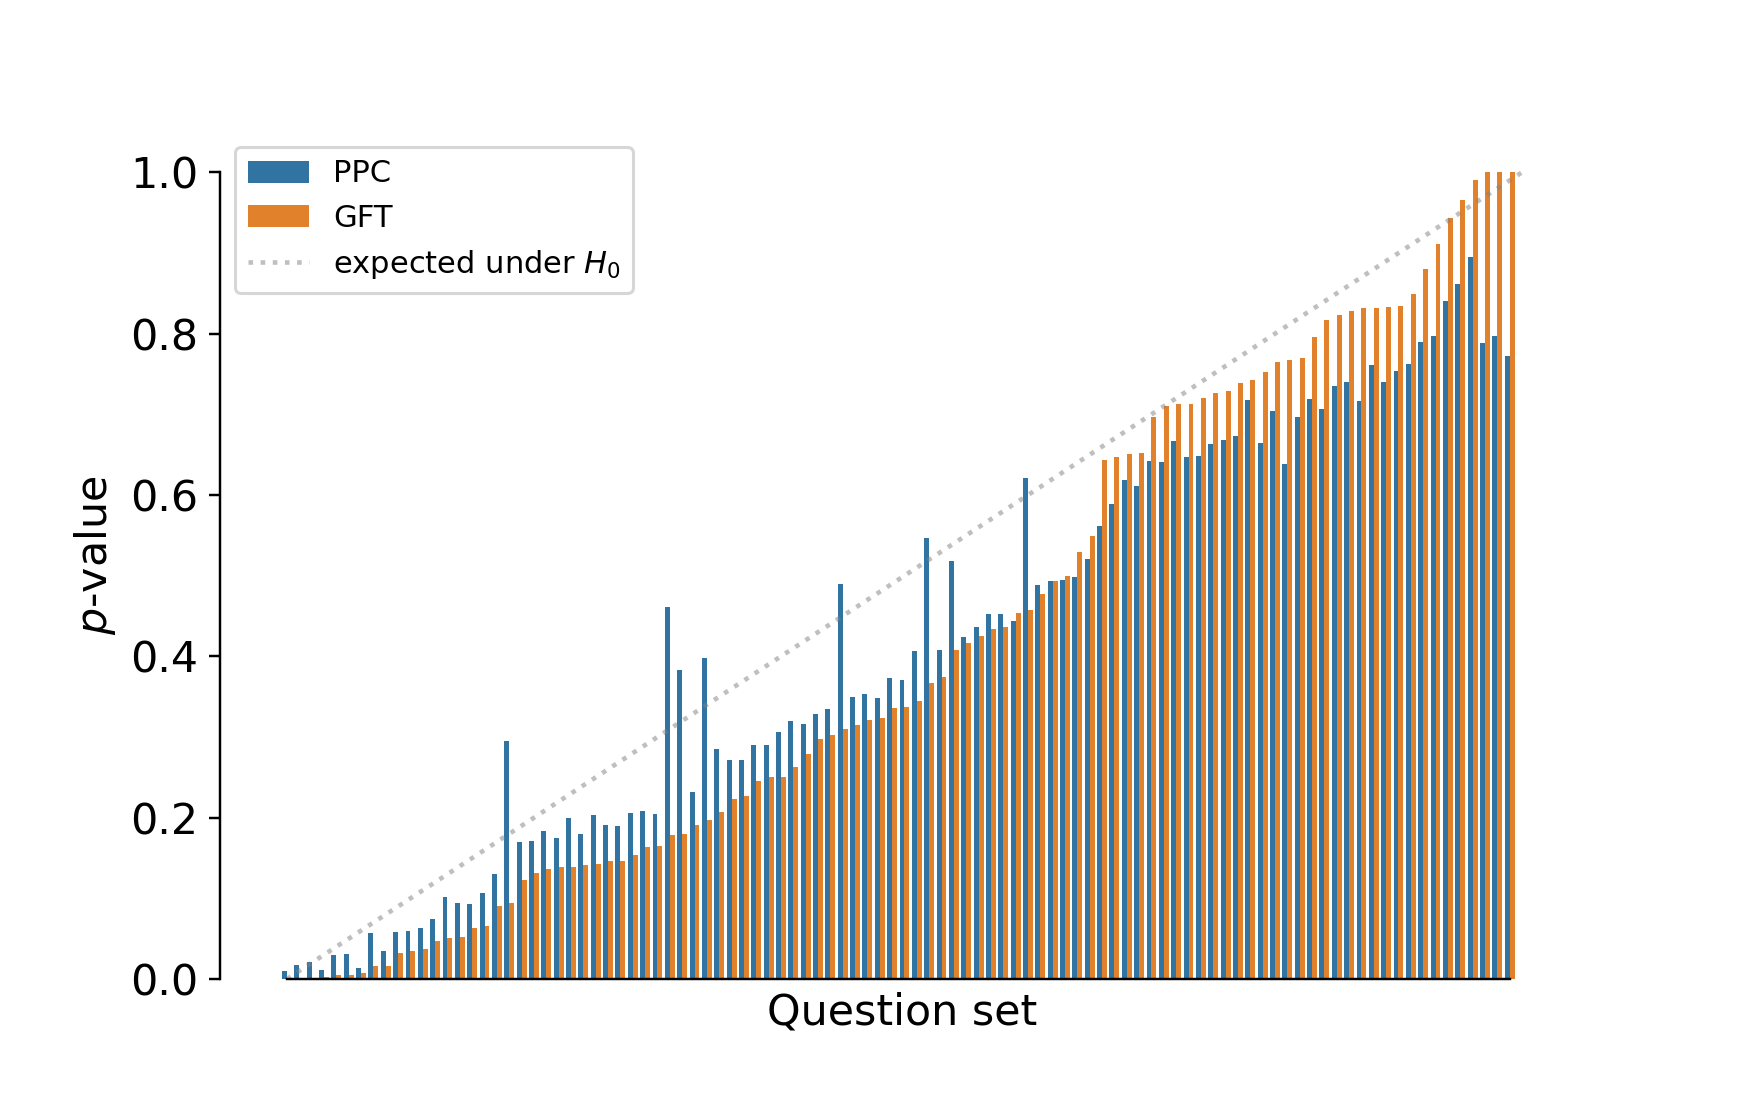 PPC
GFT
expected under H₀
1.0
0.8
0.6
0.4
0.2
0.0
p-value
Question set